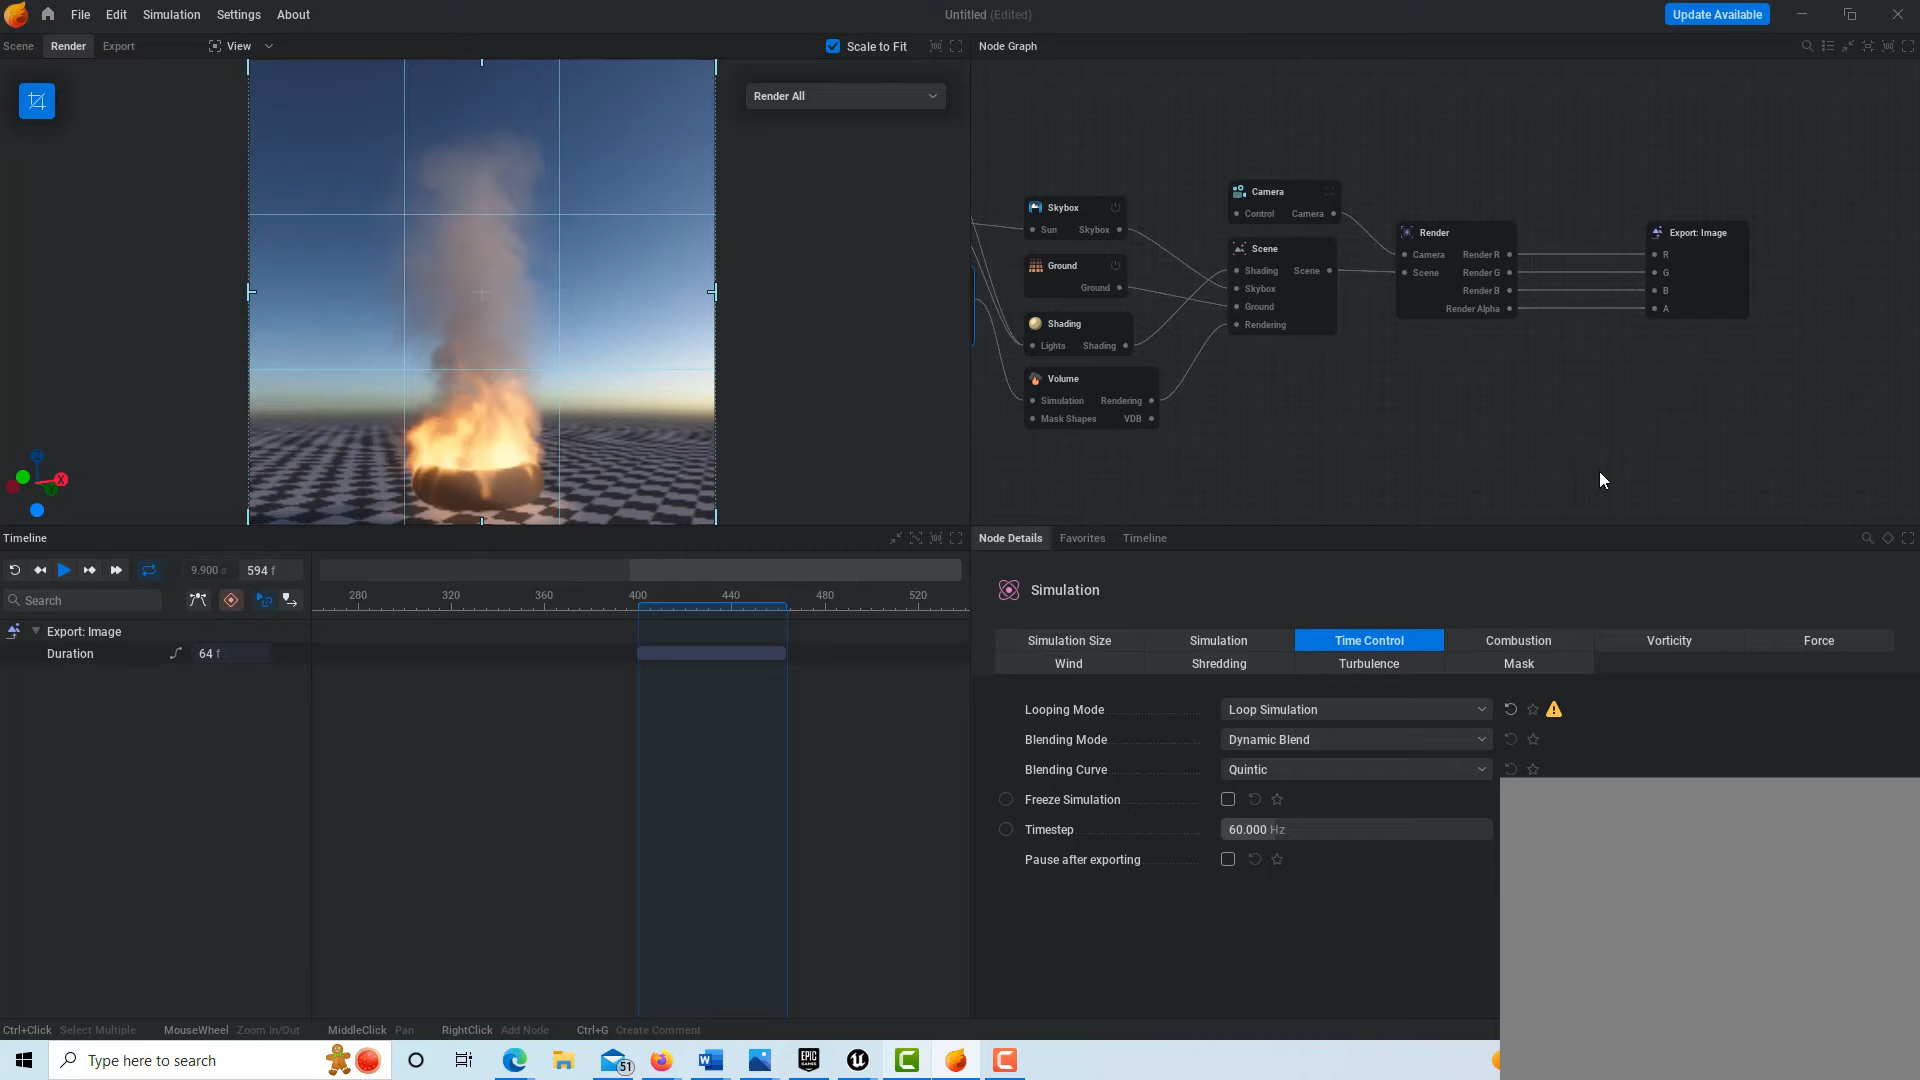 File Edit Simulation Settings About Untitled (Edited) Update Available
Scene Render Export View Scale to Fit Node Graph
Render All
Camera
Control Camera
Skybox
Sun Skybox
Ground
Ground
Shading
Lights Shading
Volume
Simulation Rendering
Mask Shapes VDB
Scene
Shading Scene
Skybox
Ground
Rendering
Render
Camera Render R
Scene Render G
Render B
Render Alpha
Export: Image
R
G
B
A
X
Timeline
9.900 s 594 f
Search
280 320 360 400 440 480 520
Export: Image
Duration 64 f
Node Details Favorites Timeline
Simulation
Simulation Size Simulation Time Control Combustion Vorticity Force
Wind Shredding Turbulence Mask
Looping Mode Loop Simulation
Blending Mode Dynamic Blend
Blending Curve Quintic
Freeze Simulation
Timestep 60.000 Hz
Pause after exporting
Ctrl+Click Select Multiple MouseWheel Zoom In/Out MiddleClick Pan RightClick Add Node Ctrl+G Create Comment
Type here to search 51